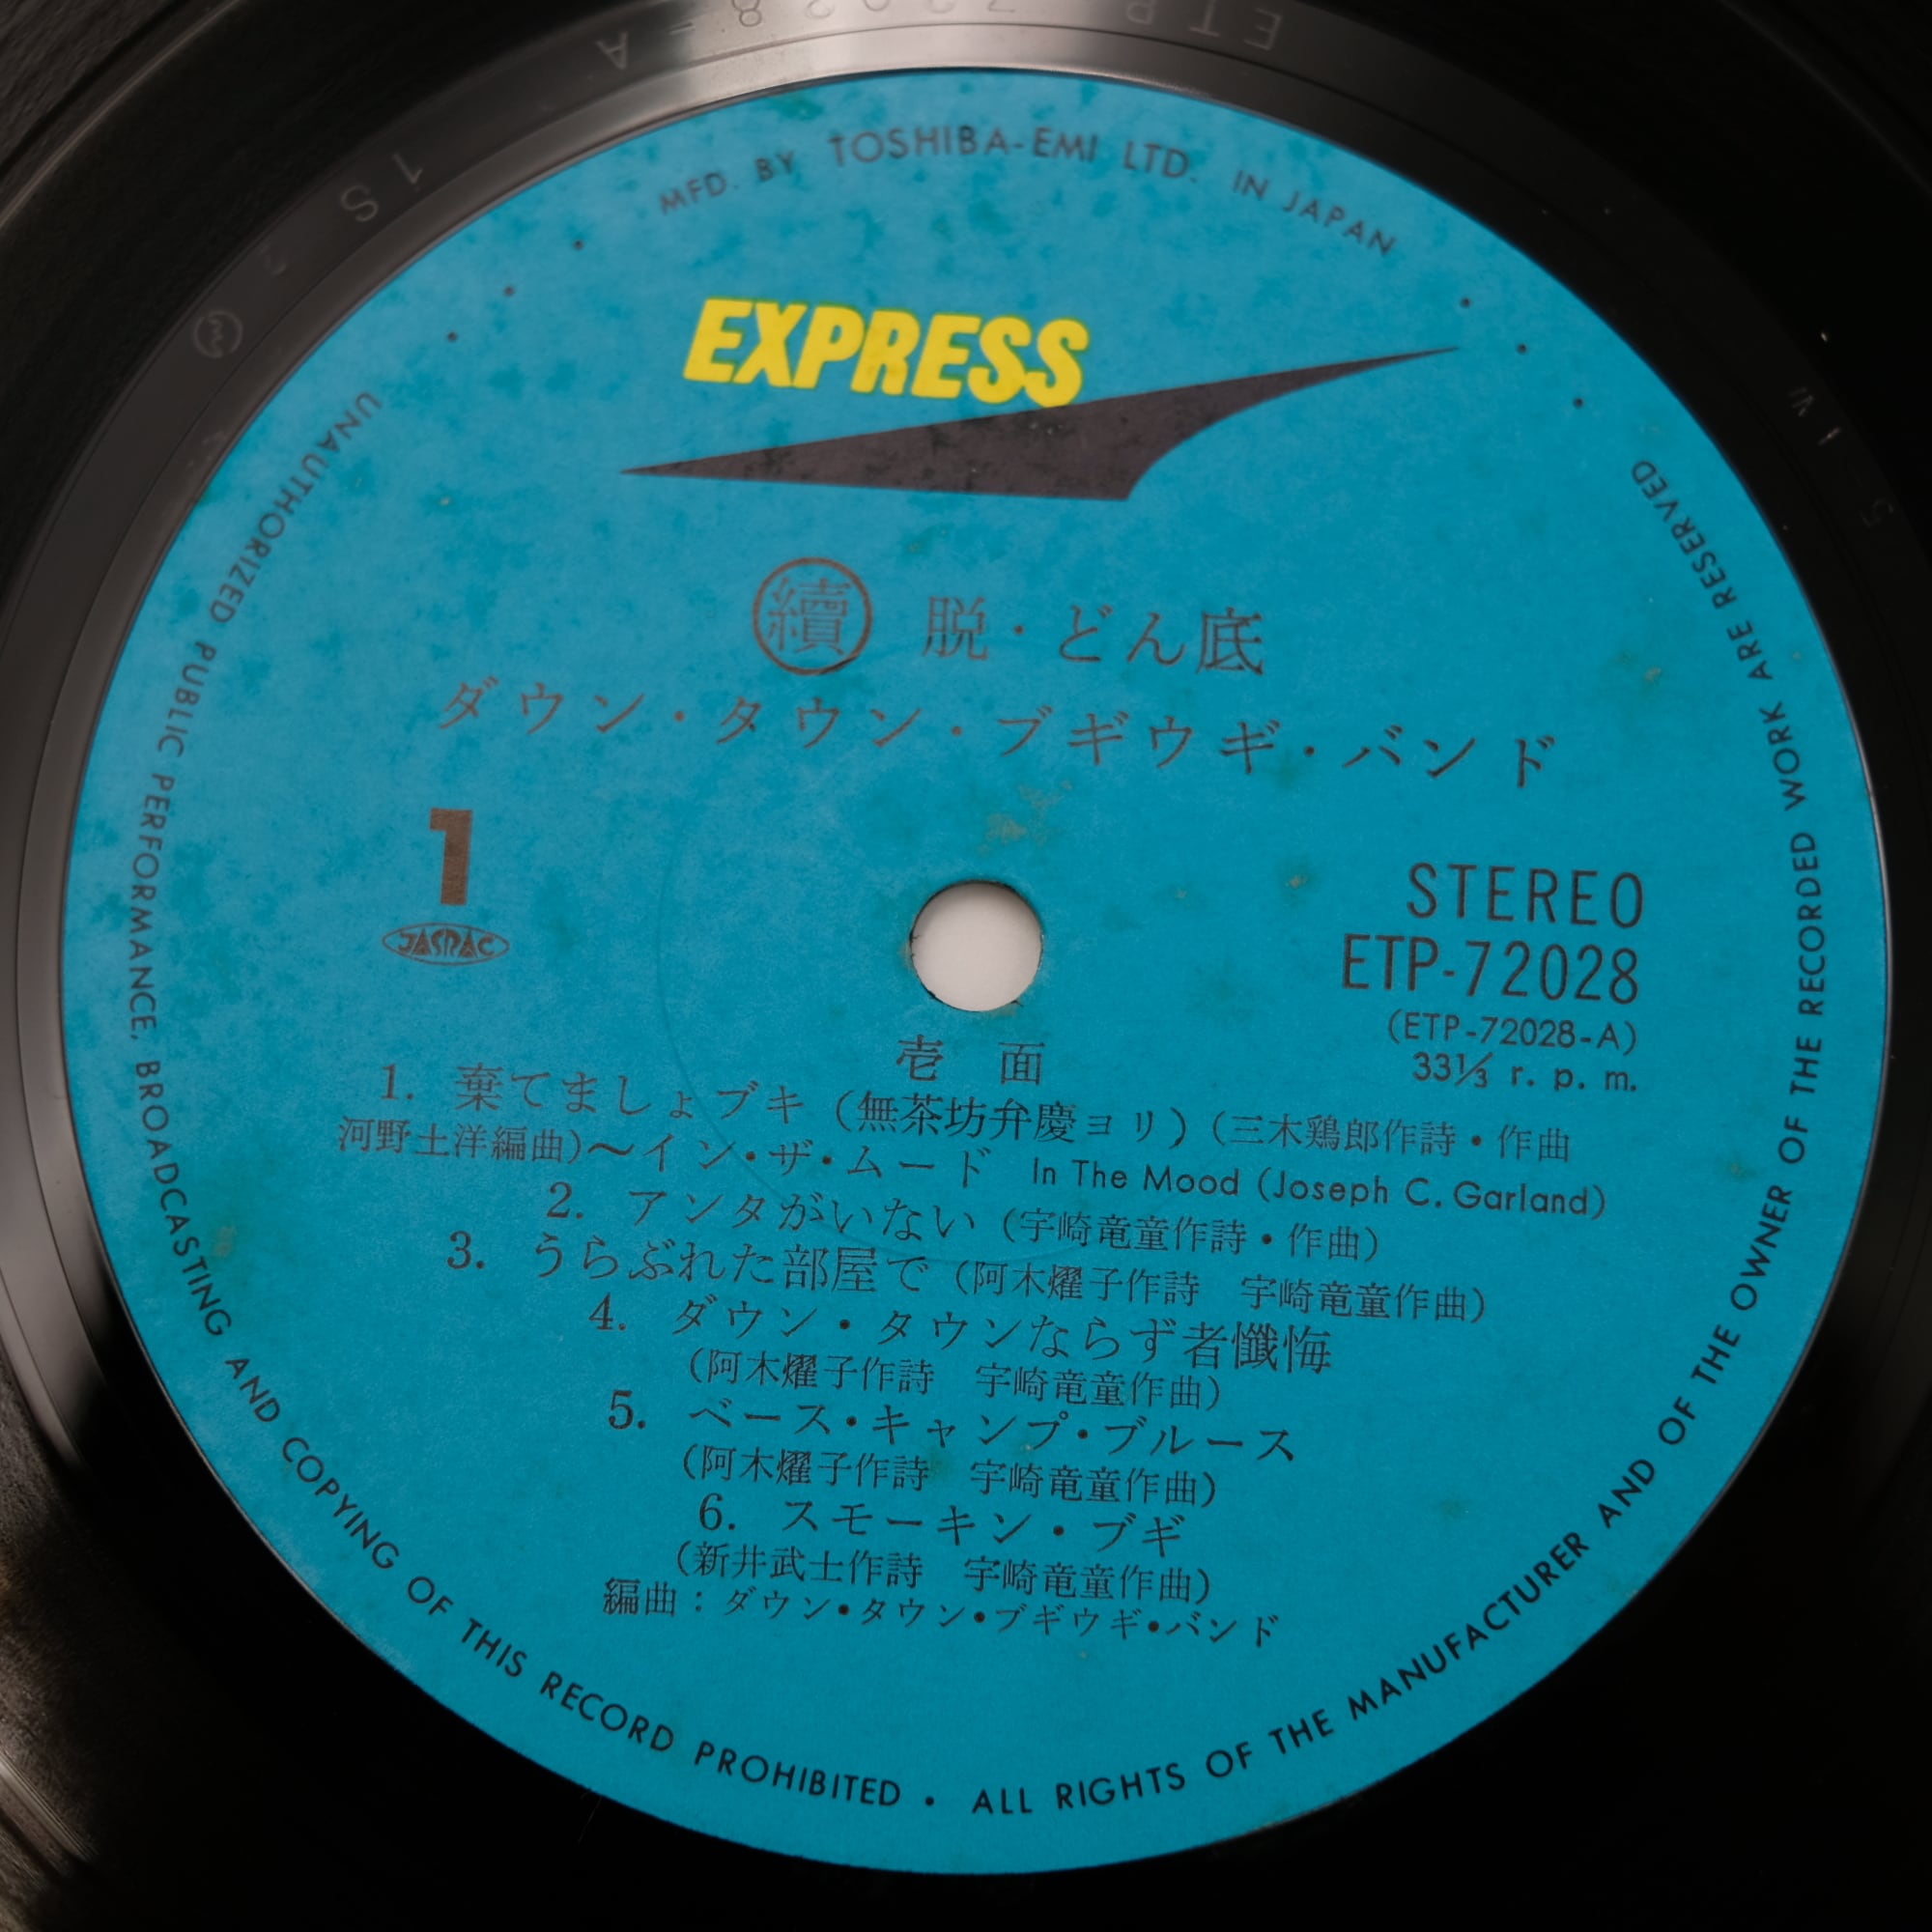 ETP-72028-A 1S
MFD. BY TOSHIBA-EMI LTD. IN JAPAN
EXPRESS
續 脱・どん底
ダウン・タウン・ブギウギ・バンド
1
JASRAC
STEREO
ETP-72028
(ETP-72028-A)
33⅓ r. p. m.
壱 面
1. 棄てましょブキ (無茶坊弁慶ヨリ) (三木鶏郎作詩・作曲
河野土洋編曲)〜イン・ザ・ムード In The Mood (Joseph C. Garland)
2. アンタがいない (宇崎竜童作詩・作曲)
3. うらぶれた部屋で (阿木燿子作詩 宇崎竜童作曲)
4. ダウン・タウンならず者懺悔
(阿木燿子作詩 宇崎竜童作曲)
5. ベース・キャンプ・ブルース
(阿木燿子作詩 宇崎竜童作曲)
6. スモーキン・ブギ
(新井武士作詩 宇崎竜童作曲)
編曲：ダウン・タウン・ブギウギ・バンド
UNAUTHORIZED PUBLIC PERFORMANCE, BROADCASTING AND COPYING OF THIS RECORD PROHIBITED • ALL RIGHTS OF THE MANUFACTURER AND OF THE OWNER OF THE RECORDED WORK ARE RESERVED